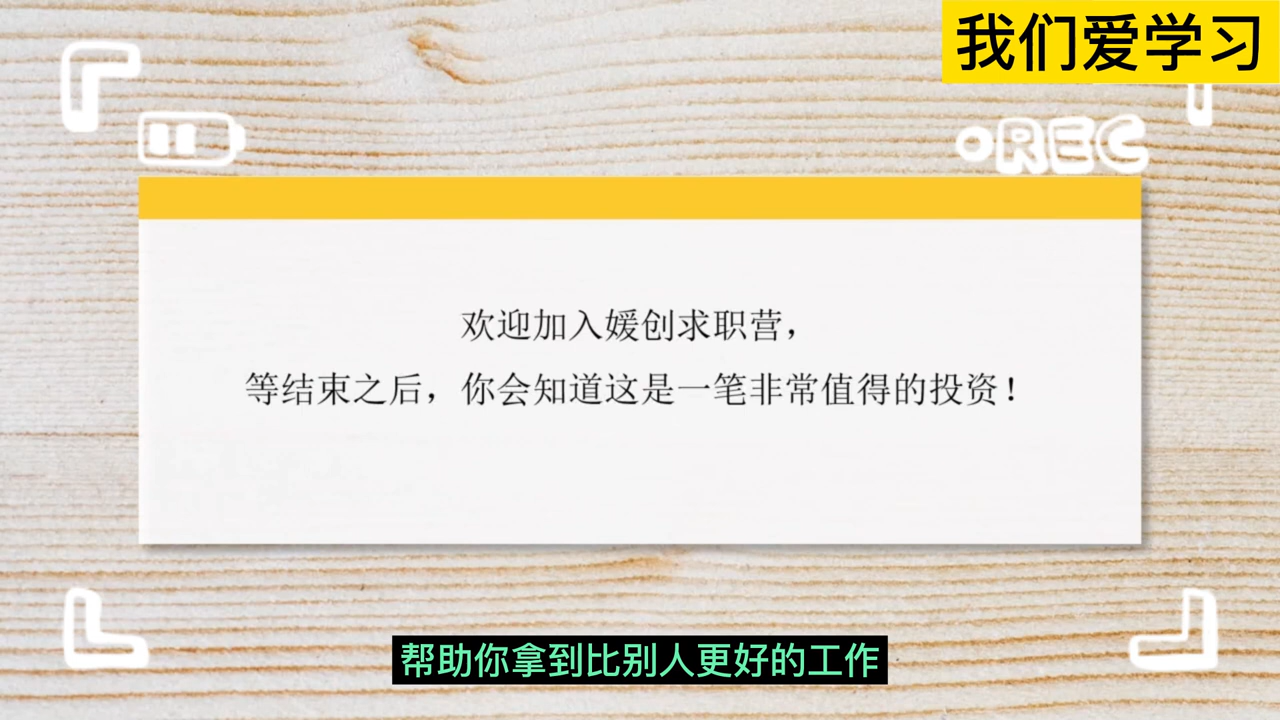 我们爱学习
REC
欢迎加入媛创求职营，
等结束之后，你会知道这是一笔非常值得的投资！
帮助你拿到比别人更好的工作